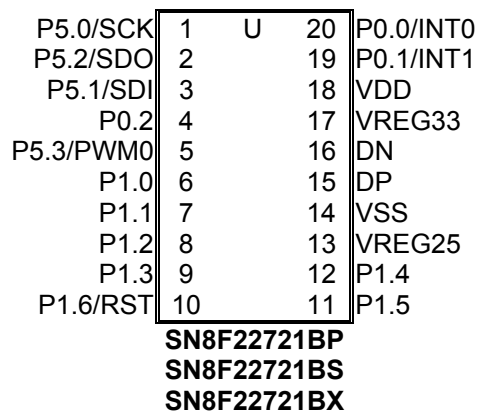 P5.0/SCK 1 U 20 P0.0/INT0
P5.2/SDO 2 19 P0.1/INT1
P5.1/SDI 3 18 VDD
P0.2 4 17 VREG33
P5.3/PWM0 5 16 DN
P1.0 6 15 DP
P1.1 7 14 VSS
P1.2 8 13 VREG25
P1.3 9 12 P1.4
P1.6/RST 10 11 P1.5
SN8F22721BP
SN8F22721BS
SN8F22721BX